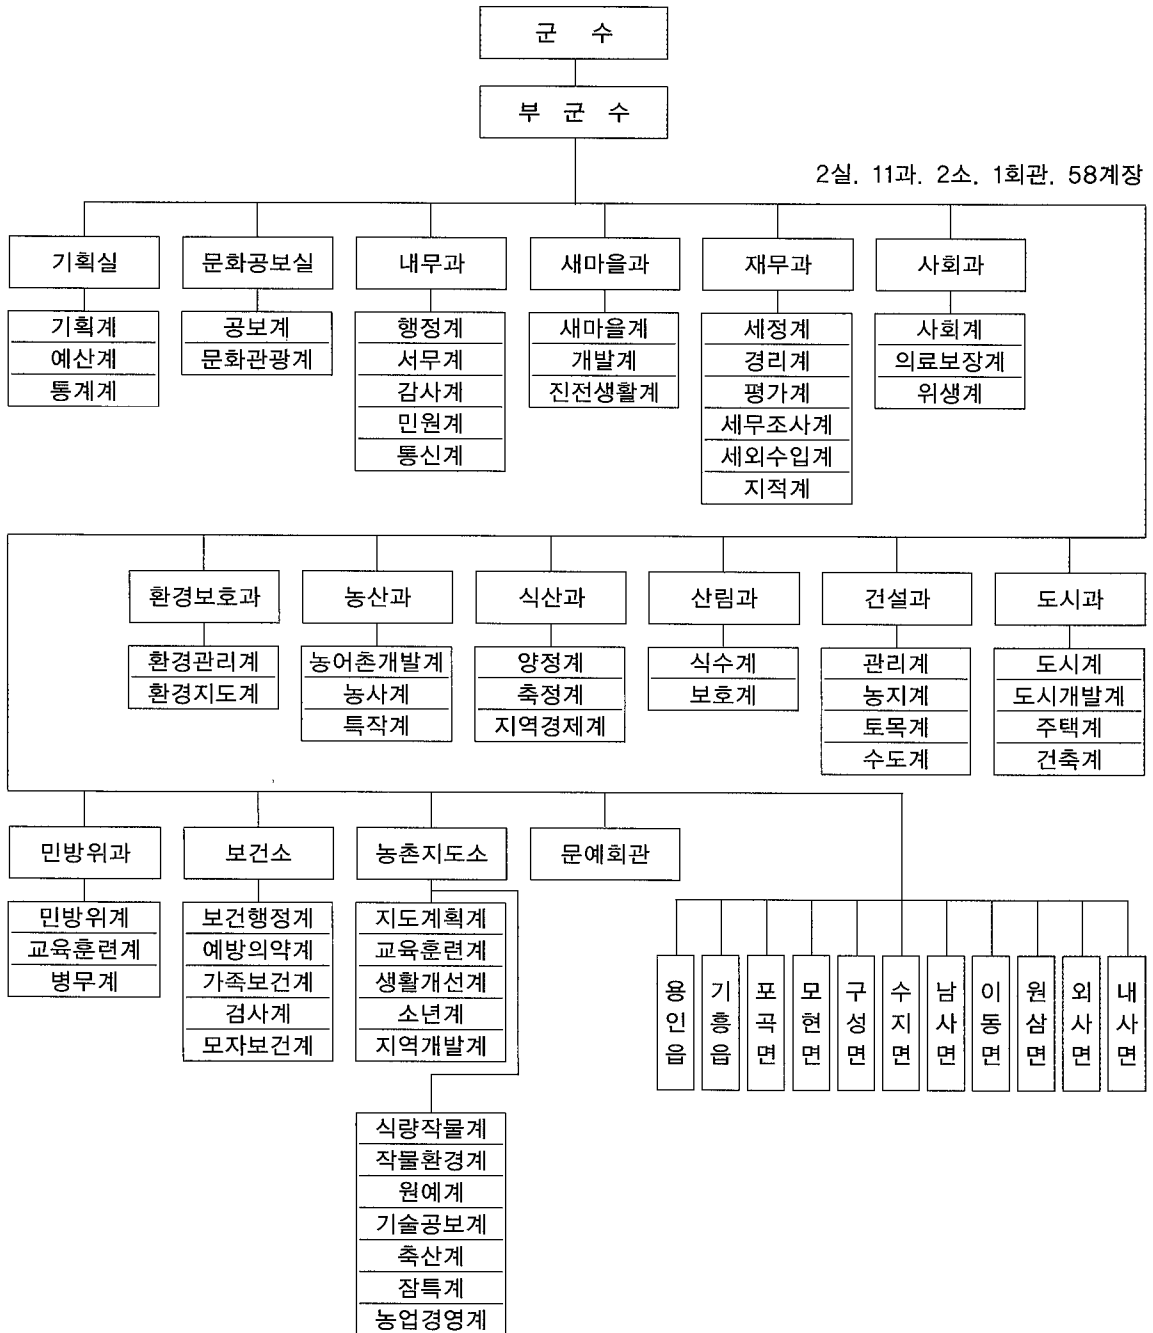 군 수
부 군 수
2실. 11과. 2소. 1회관. 58계장
기획실
문화공보실
내무과
새마을과
재무과
사회과
기획계
예산계
통계계
공보계
문화관광계
행정계
서무계
감사계
민원계
통신계
새마을계
개발계
진전생활계
세정계
경리계
평가계
세무조사계
세외수입계
지적계
사회계
의료보장계
위생계
환경보호과
농산과
식산과
산림과
건설과
도시과
환경관리계
환경지도계
농어촌개발계
농사계
특작계
양정계
축정계
지역경제계
식수계
보호계
관리계
농지계
토목계
수도계
도시계
도시개발계
주택계
건축계
민방위과
보건소
농촌지도소
문예회관
민방위계
교육훈련계
병무계
보건행정계
예방의약계
가족보건계
검사계
모자보건계
지도계획계
교육훈련계
생활개선계
소년계
지역개발계
식량작물계
작물환경계
원예계
기술공보계
축산계
잠특계
농업경영계
용인읍
기흥읍
포곡면
모현면
구성면
수지면
남사면
이동면
원삼면
외사면
내사면